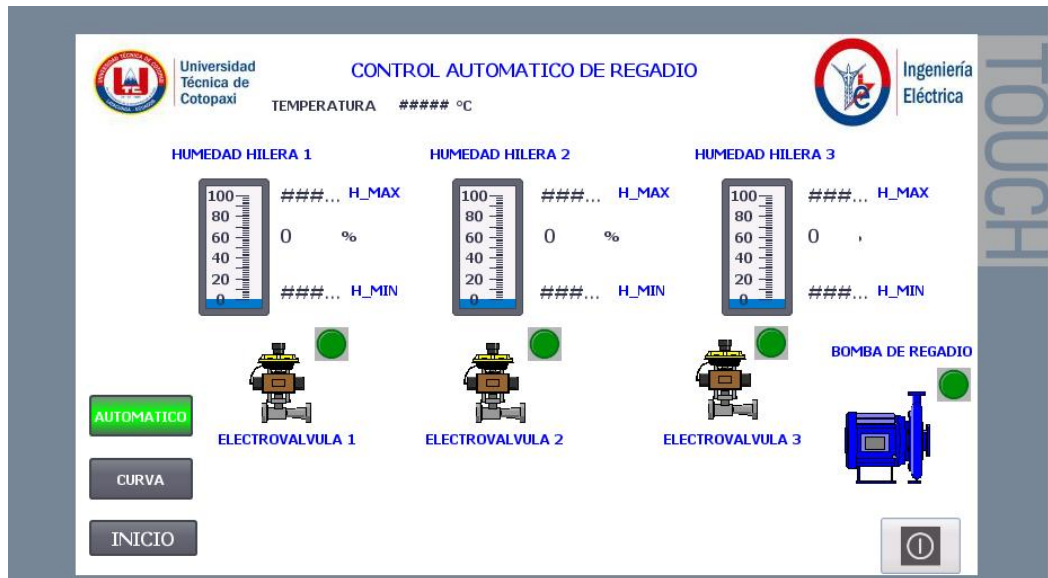 Universidad
Técnica de
Cotopaxi
CONTROL AUTOMATICO DE REGADIO
TEMPERATURA ##### °C
Ingeniería
Eléctrica
TOUCH
HUMEDAD HILERA 1
HUMEDAD HILERA 2
HUMEDAD HILERA 3
100
80
60
40
20
0
###... H_MAX
0 %
###... H_MIN
100
80
60
40
20
0
###... H_MAX
0 %
###... H_MIN
100
80
60
40
20
0
###... H_MAX
0
###... H_MIN
BOMBA DE REGADIO
ELECTROVALVULA 1
ELECTROVALVULA 2
ELECTROVALVULA 3
AUTOMATICO
CURVA
INICIO